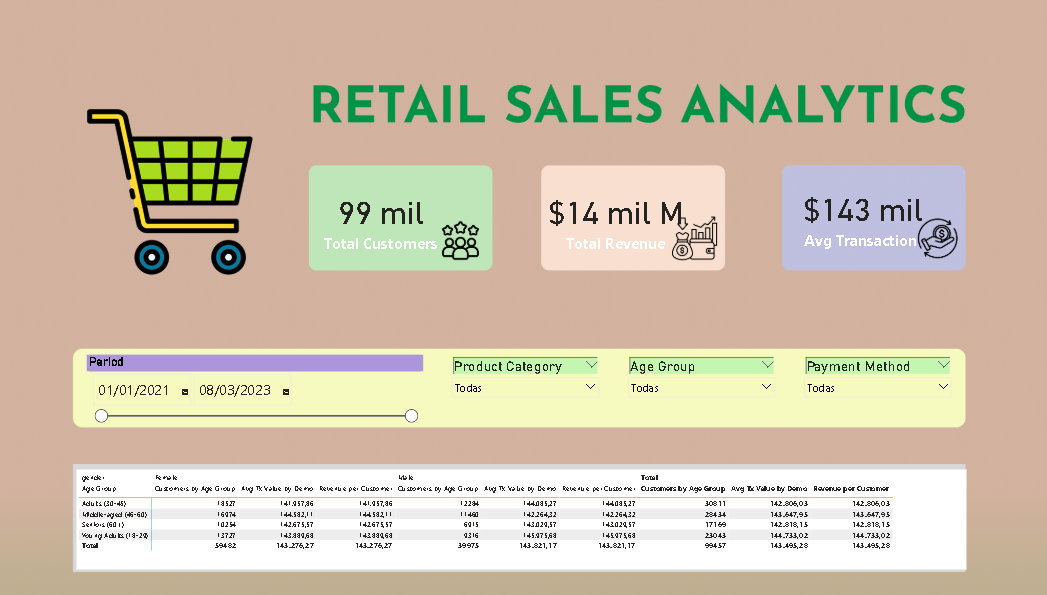 RETAIL SALES ANALYTICS
99 mil
Total Customers
$14 mil M
Total Revenue
$143 mil
Avg Transaction
Period
01/01/2021 08/03/2023
Product Category
Todas
Age Group
Todas
Payment Method
Todas
gender Female Male Total
Age Group Customers by Age Group Avg Tx Value by Demo Revenue per Customer Customers by Age Group Avg Tx Value by Demo Revenue per Customer Customers by Age Group Avg Tx Value by Demo Revenue per Customer
Adults (30-45) 18527 141.957,86 141.957,86 12284 144.085,27 144.085,27 30811 142.806,03 142.806,03
Middle-aged (46-60) 16974 144.582,11 144.582,11 11460 142.264,32 142.264,32 28434 143.647,95 143.647,95
Seniors (60+) 10254 142.675,57 142.675,57 6915 143.029,57 143.029,57 17169 142.818,15 142.818,15
Young Adults (18-29) 13727 143.889,68 143.889,68 9316 145.975,68 145.975,68 23043 144.733,02 144.733,02
Total 59482 143.276,27 143.276,27 39975 143.821,17 143.821,17 99457 143.495,28 143.495,28